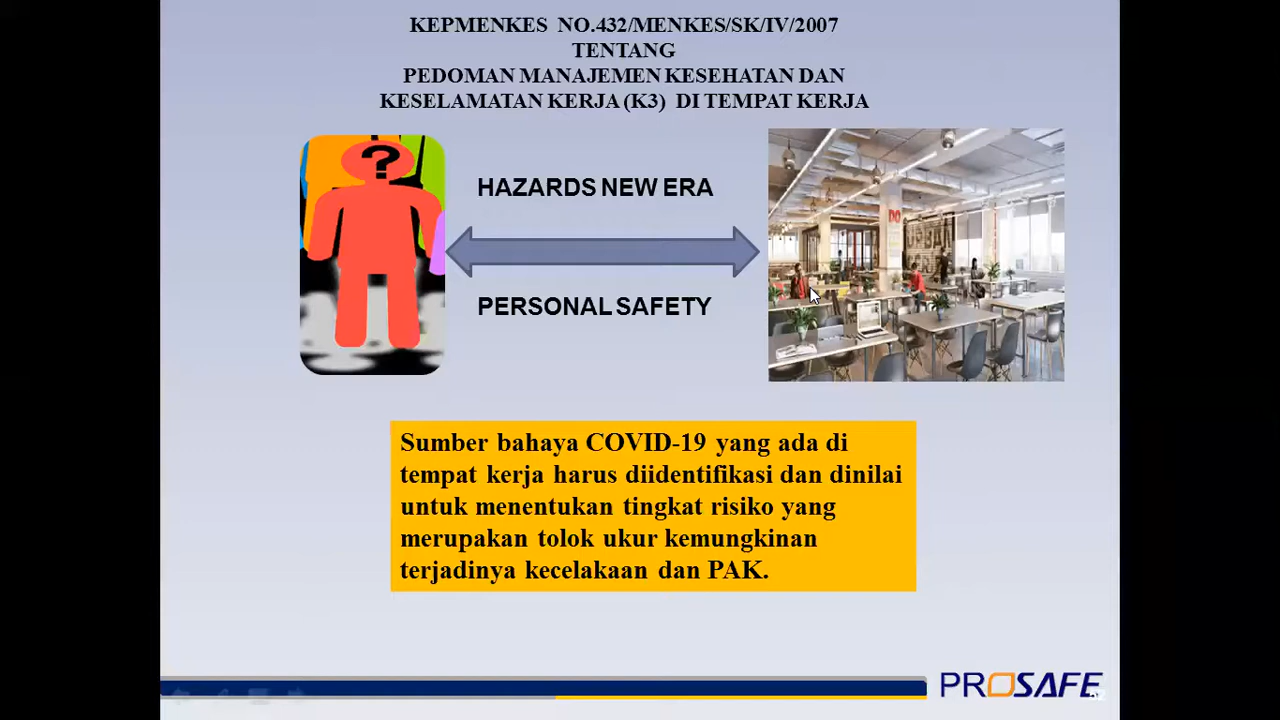 KEPMENKES NO.432/MENKES/SK/IV/2007
TENTANG
PEDOMAN MANAJEMEN KESEHATAN DAN
KESELAMATAN KERJA (K3) DI TEMPAT KERJA
?
HAZARDS NEW ERA
PERSONAL SAFETY
Sumber bahaya COVID-19 yang ada di
tempat kerja harus diidentifikasi dan dinilai
untuk menentukan tingkat risiko yang
merupakan tolok ukur kemungkinan
terjadinya kecelakaan dan PAK.
PROSAFE